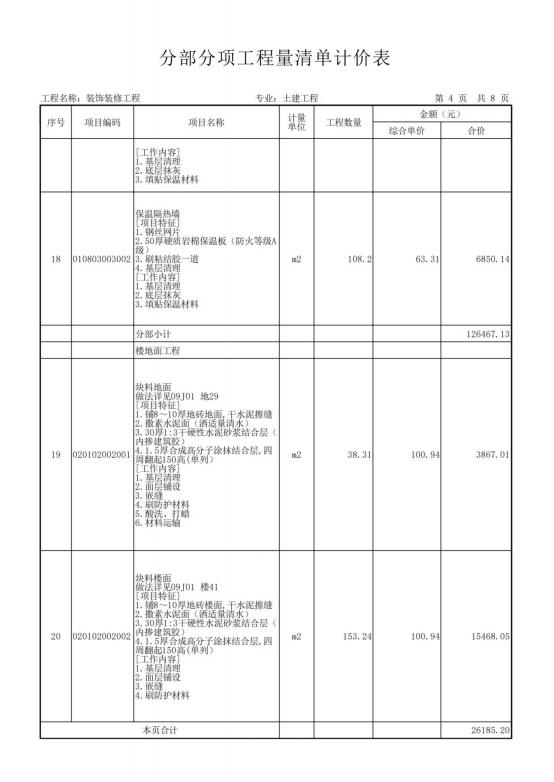 分部分项工程量清单计价表
工程名称: 装饰装修工程 专业: 土建工程 第 4 页 共 8 页
序号 项目编码 项目名称 计量单位 工程数量 金额（元）
综合单价 合价
[工作内容]
1.基层清理
2.底层抹灰
3.填贴保温材料
保温隔热墙
[项目特征]
1.钢丝网片
2.50厚硬质岩棉保温板（防火等级A
级）
18 010803003002 3.刷粘结胶一道 m2 108.2 63.31 6850.14
4.基层清理
[工作内容]
1.基层清理
2.底层抹灰
3.填贴保温材料
分部小计 126467.13
楼地面工程
块料地面
做法详见09J01 地29
[项目特征]
1.铺8～10厚地砖地面,干水泥擦缝
2.撒素水泥面（洒适量清水）
3.30厚1:3干硬性水泥砂浆结合层（
内掺建筑胶）
19 020102002001 4.1.5厚合成高分子涂抹结合层,四 m2 38.31 100.94 3867.01
周翻起150高(单列）
[工作内容]
1.基层清理
2.面层铺设
3.嵌缝
4.刷防护材料
5.酸洗、打蜡
6.材料运输
块料楼面
做法详见09J01 楼41
[项目特征]
1.铺8～10厚地砖楼面,干水泥擦缝
2.撒素水泥面（洒适量清水）
3.30厚1:3干硬性水泥砂浆结合层（
内掺建筑胶）
20 020102002002 4.1.5厚合成高分子涂抹结合层,四 m2 153.24 100.94 15468.05
周翻起150高(单列）
[工作内容]
1.基层清理
2.面层铺设
3.嵌缝
4.刷防护材料
本页合计 26185.20